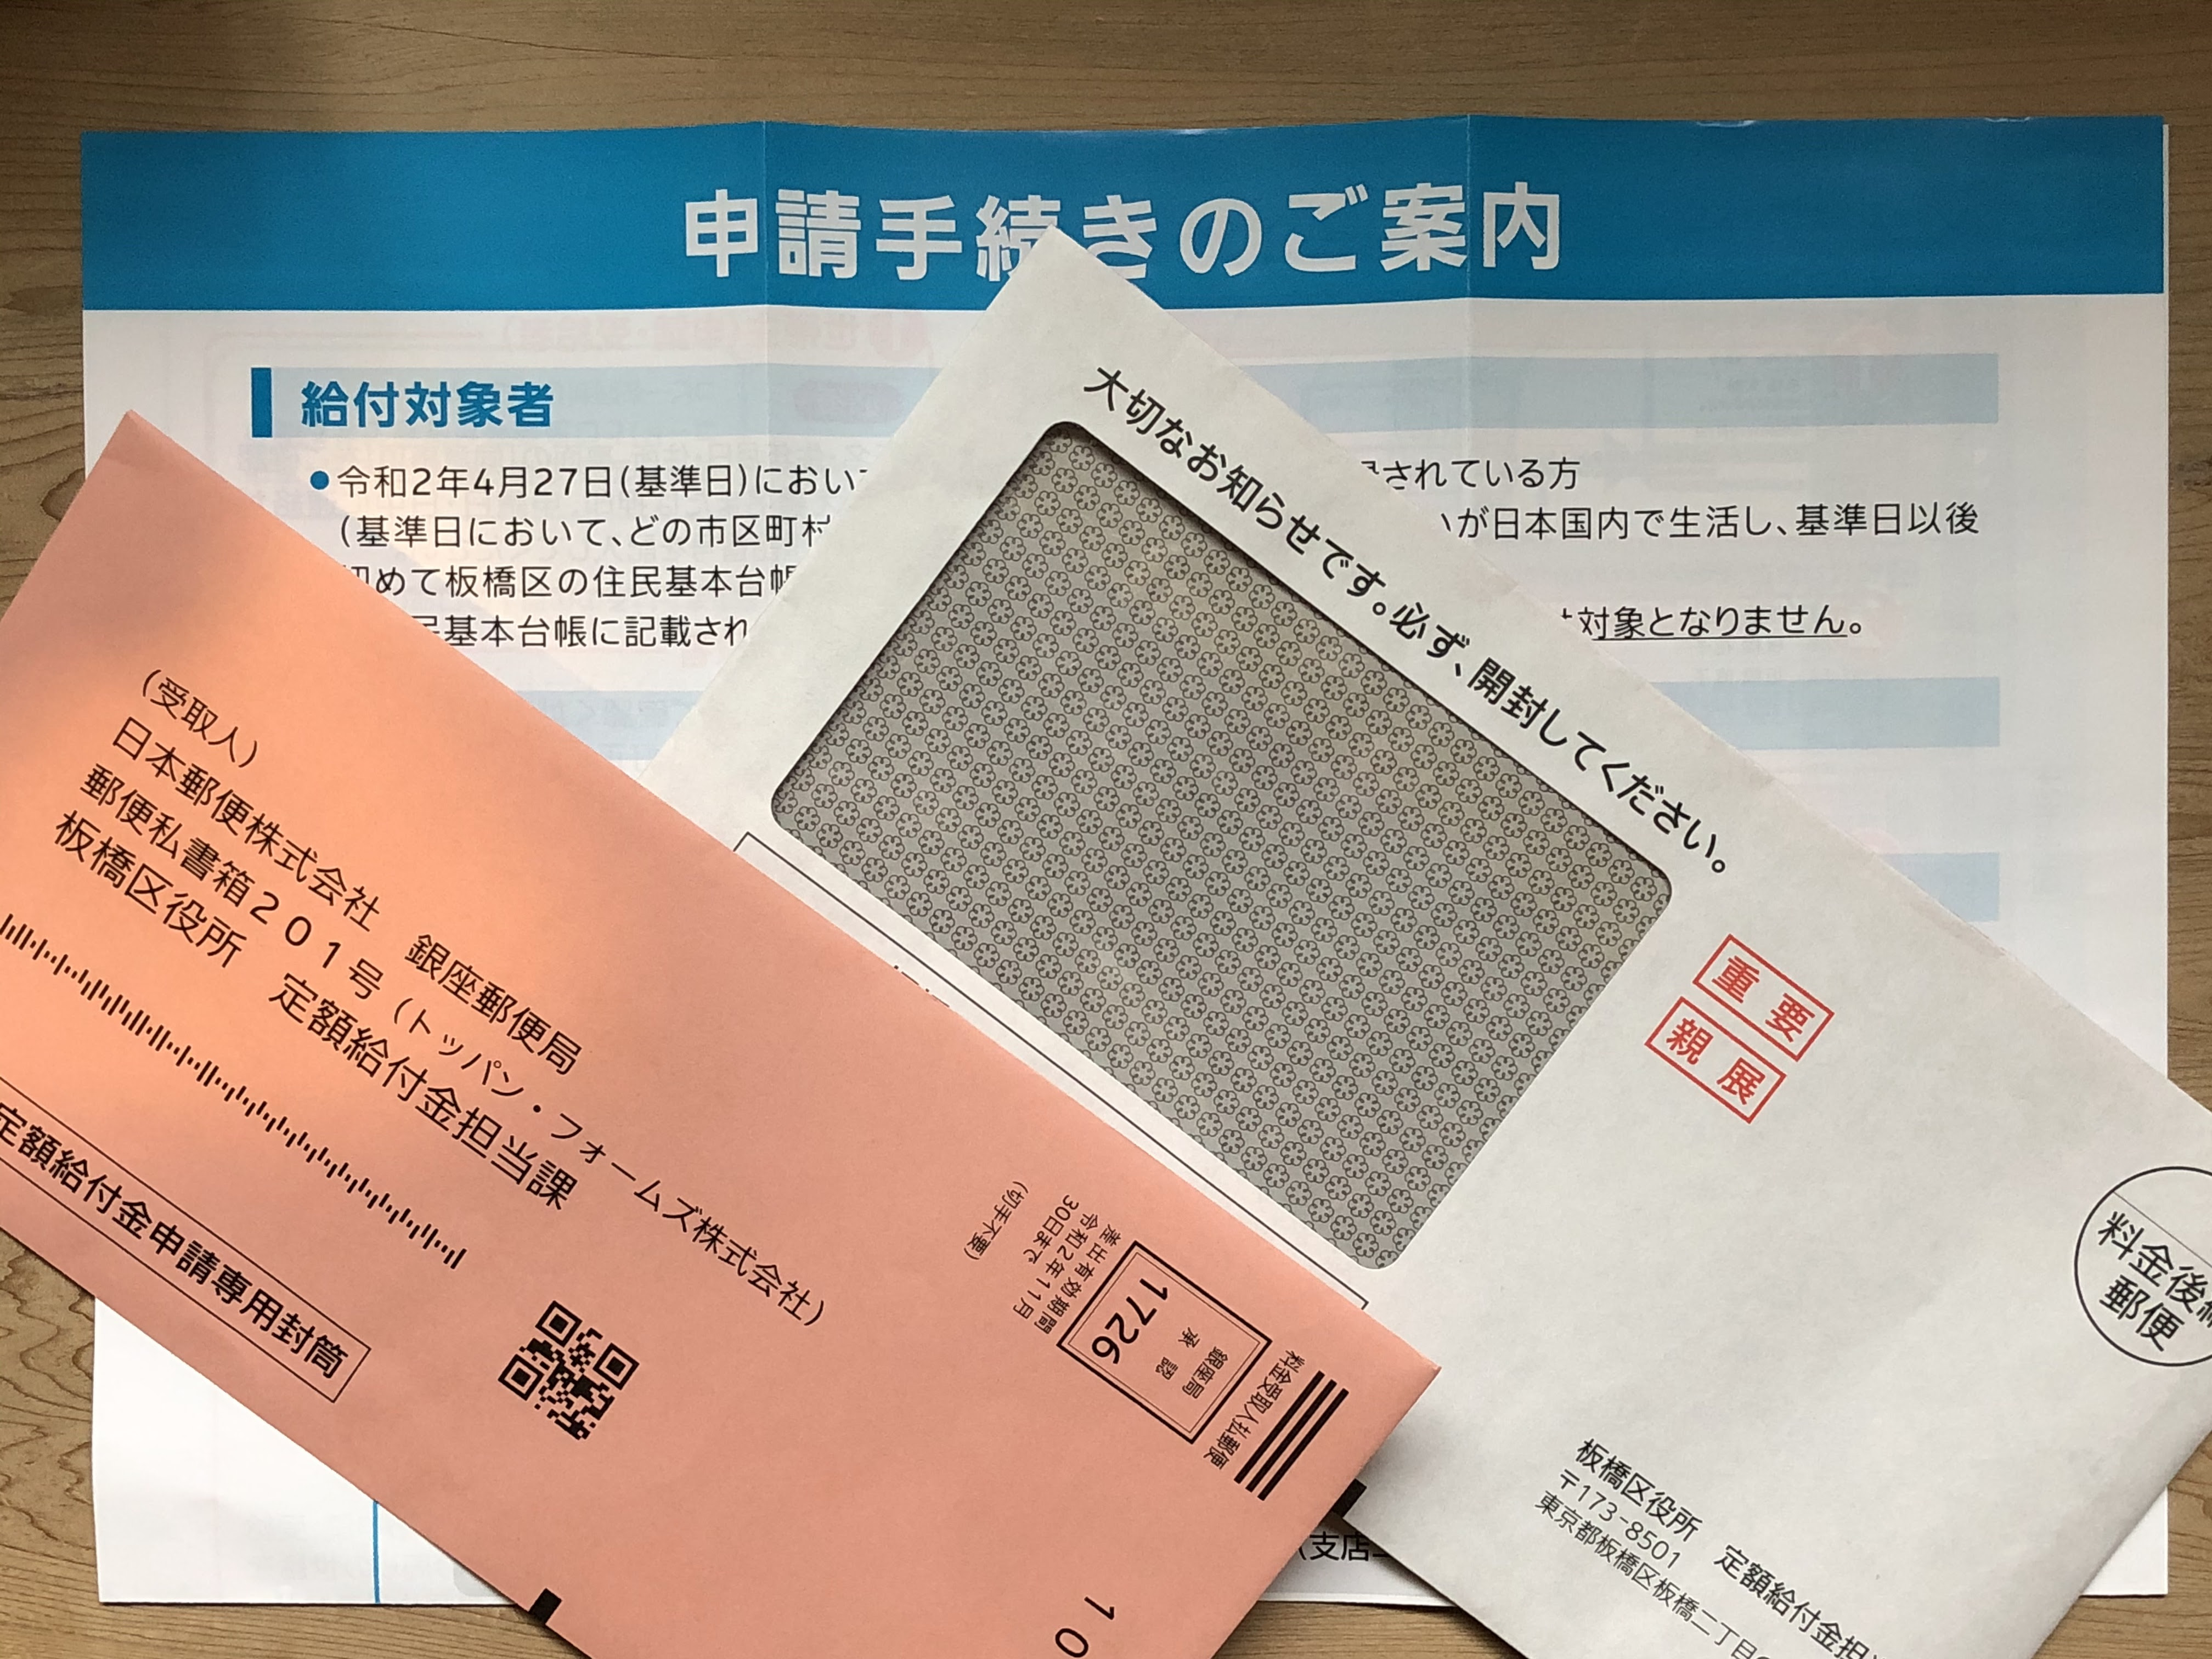 申請手続きのご案内
給付対象者
●令和2年4月27日(基準日)におい
されている方
(基準日において、どの市区町村
が日本国内で生活し、基準日以後
めて板橋区の住民基本台帳
基本台帳に記載され
対象となりません。
大切なお知らせです。必ず、開封してください。
重要
親展
料金後
郵便
板橋区役所 定額給付金担
〒173-8501
東京都板橋区板橋二丁目
(受取人)
日本郵便株式会社 銀座郵便局
郵便私書箱201号(トッパン・フォームズ株式会社)
板橋区役所 定額給付金担当課
定額給付金申請専用封筒
料金受取人払郵便
銀座局
承認
1726
差出有効期間
令和2年11月
30日まで
(切手不要)
10
(支店